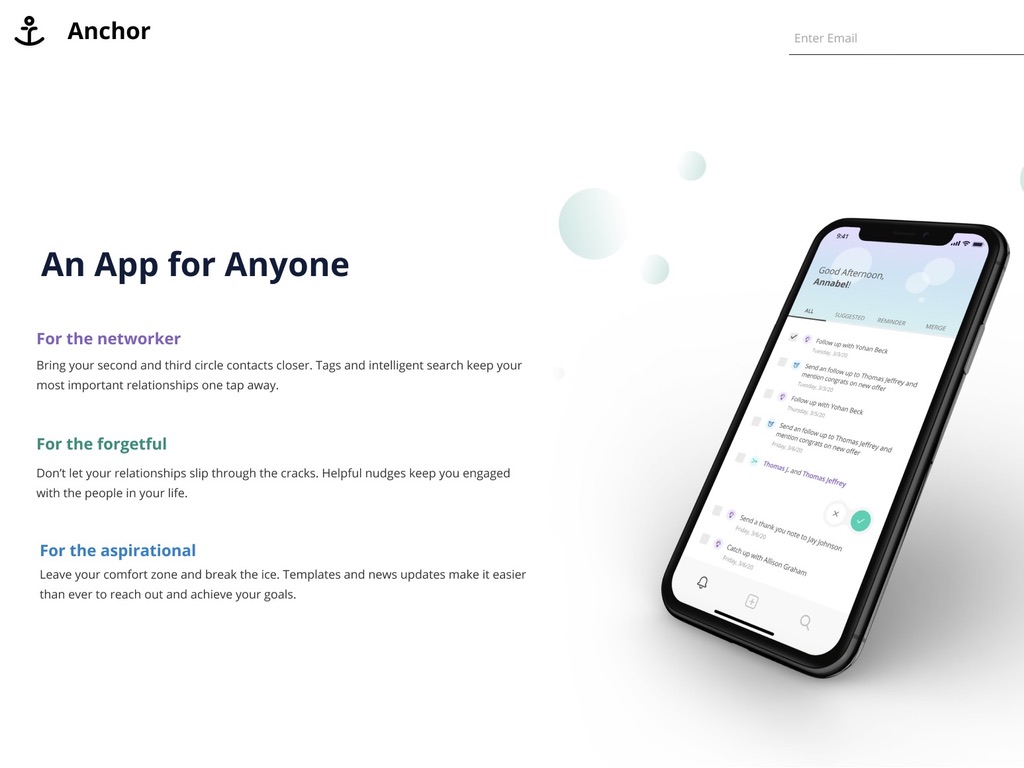 Anchor
Enter Email
An App for Anyone
For the networker
Bring your second and third circle contacts closer. Tags and intelligent search keep your
most important relationships one tap away.
For the forgetful
Don’t let your relationships slip through the cracks. Helpful nudges keep you engaged
with the people in your life.
For the aspirational
Leave your comfort zone and break the ice. Templates and news updates make it easier
than ever to reach out and achieve your goals.
9:41
Good Afternoon,
Annabel!
ALL SUGGESTED REMINDER MERGE
Follow up with Yohan Beck
Tuesday, 3/3/20
Send an follow up to Thomas Jeffrey and
mention congrats on new offer
Tuesday, 3/3/20
Follow up with Yohan Beck
Thursday, 3/5/20
Send an follow up to Thomas Jeffrey and
mention congrats on new offer
Friday, 3/6/20
Thomas J. and Thomas Jeffrey
Send a thank you note to Jay Johnson
Friday, 3/6/20
Catch up with Allison Graham
Friday, 3/6/20